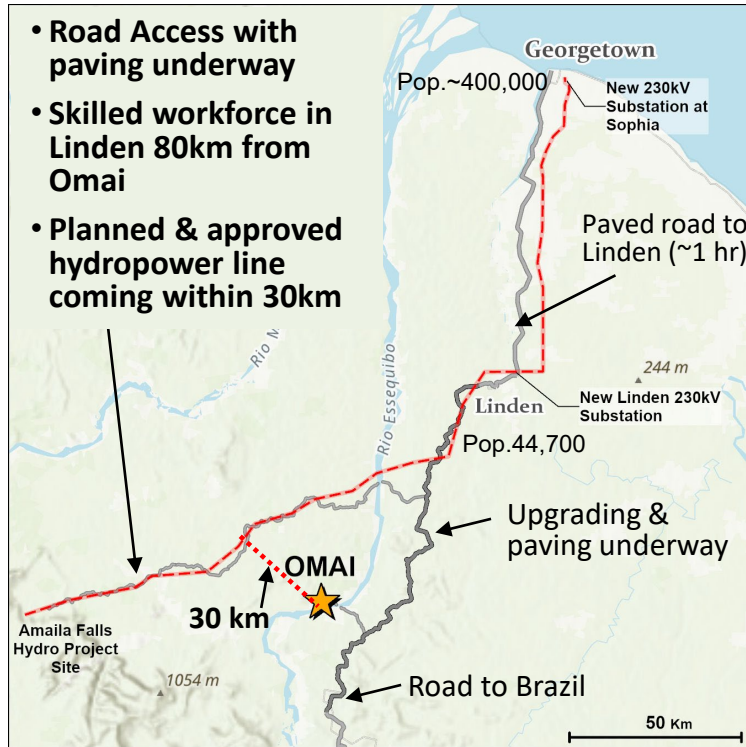 • Road Access with
paving underway
• Skilled workforce in
Linden 80km from
Omai
• Planned & approved
hydropower line
coming within 30km
Georgetown
Pop.~400,000
New 230kV
Substation at
Sophia
Paved road to
Linden (~1 hr)
Rio
Rio Essequibo
244 m
Linden
New Linden 230kV
Substation
Pop.44,700
Upgrading &
paving underway
OMAI
30 km
Amaila Falls
Hydro Project
Site
1054 m
Road to Brazil
50 Km